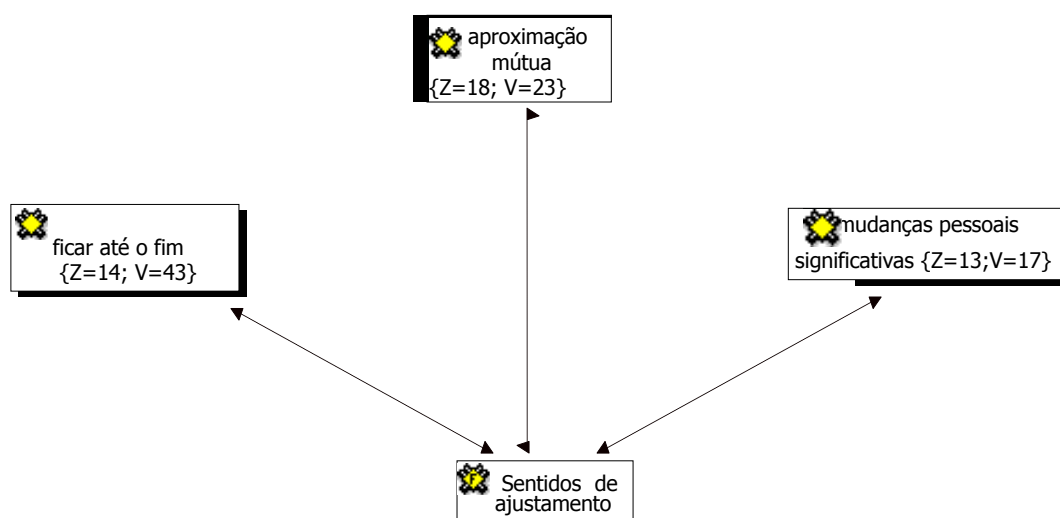 aproximação
mútua
{Z=18; V=23}
ficar até o fim
{Z=14; V=43}
mudanças pessoais
significativas {Z=13;V=17}
F
Sentidos de
ajustamento